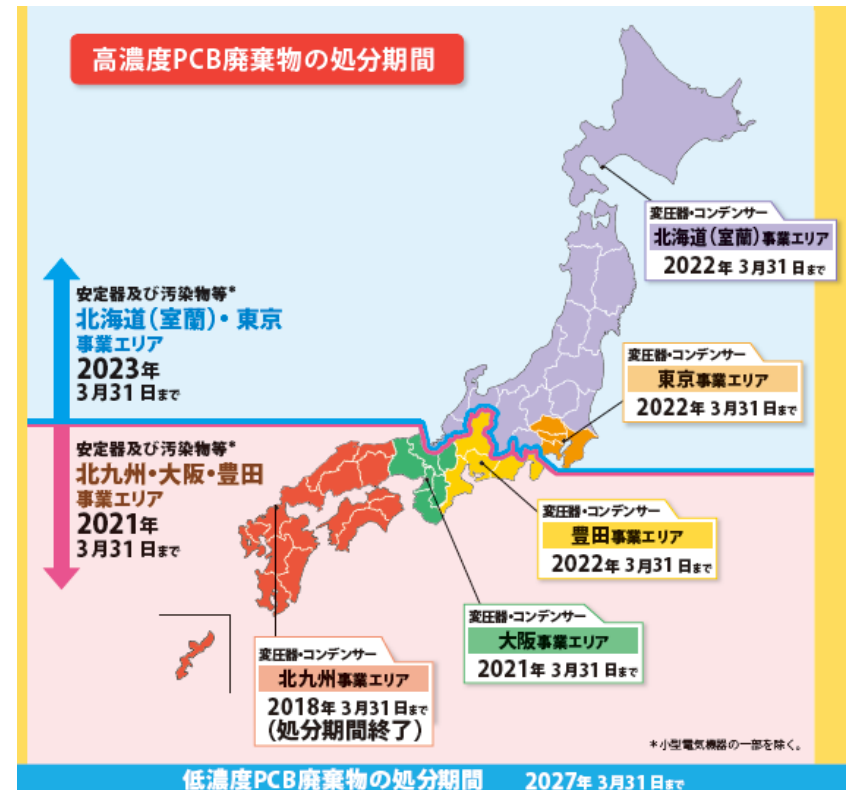 高濃度PCB廃棄物の処分期間
変圧器・コンデンサー
北海道(室蘭)事業エリア
2022年 3月31日まで
安定器及び汚染物等*
北海道(室蘭)・東京
事業エリア
2023年
3月31日まで
変圧器・コンデンサー
東京事業エリア
2022年 3月31日まで
安定器及び汚染物等*
北九州・大阪・豊田
事業エリア
2021年
3月31日まで
変圧器・コンデンサー
豊田事業エリア
2022年 3月31日まで
変圧器・コンデンサー
大阪事業エリア
2021年 3月31日まで
変圧器・コンデンサー
北九州事業エリア
2018年 3月31日まで
(処分期間終了)
*小型電気機器の一部を除く。
低濃度PCB廃棄物の処分期間 2027年 3月31日まで